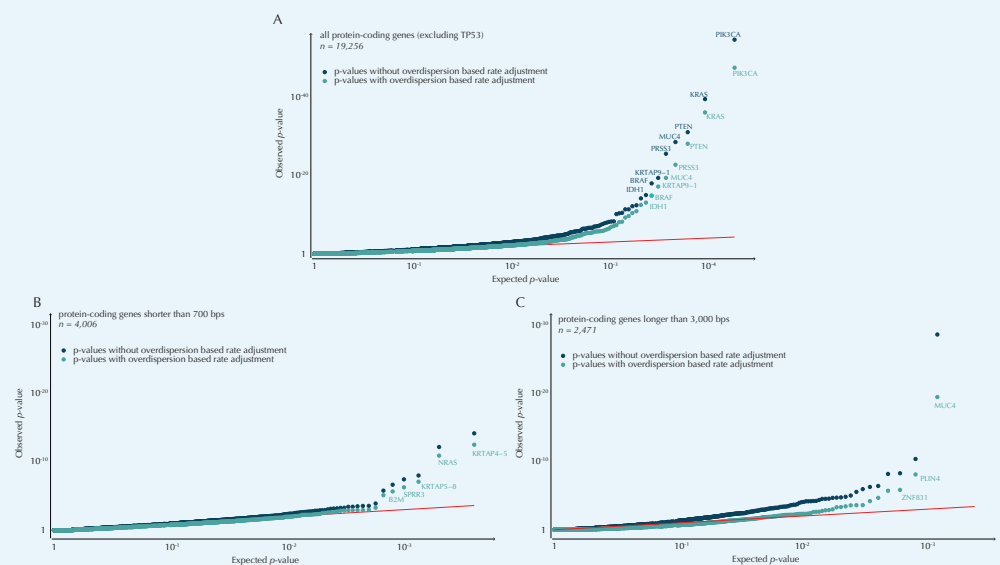 A
all protein-coding genes (excluding TP53)
n = 19,256
p-values without overdispersion based rate adjustment
p-values with overdispersion based rate adjustment
Observed p-value
10-40
10-20
1
PIK3CA
PIK3CA
KRAS
KRAS
PTEN
PTEN
MUC4
PRSS3
PRSS3
KRTAP9-1
MUC4
BRAF
KRTAP9-1
IDH1
BRAF
IDH1
1
10-1
10-2
10-3
10-4
Expected p-value
B
protein-coding genes shorter than 700 bps
n = 4,006
p-values without overdispersion based rate adjustment
p-values with overdispersion based rate adjustment
Observed p-value
10-30
10-20
10-10
1
KRTAP4-5
NRAS
KRTAP5-8
SPRR3
B2M
1
10-1
10-2
10-3
Expected p-value
C
protein-coding genes longer than 3,000 bps
n = 2,471
p-values without overdispersion based rate adjustment
p-values with overdispersion based rate adjustment
Observed p-value
10-30
10-20
10-10
1
MUC4
PLIN4
ZNF831
1
10-1
10-2
10-3
Expected p-value